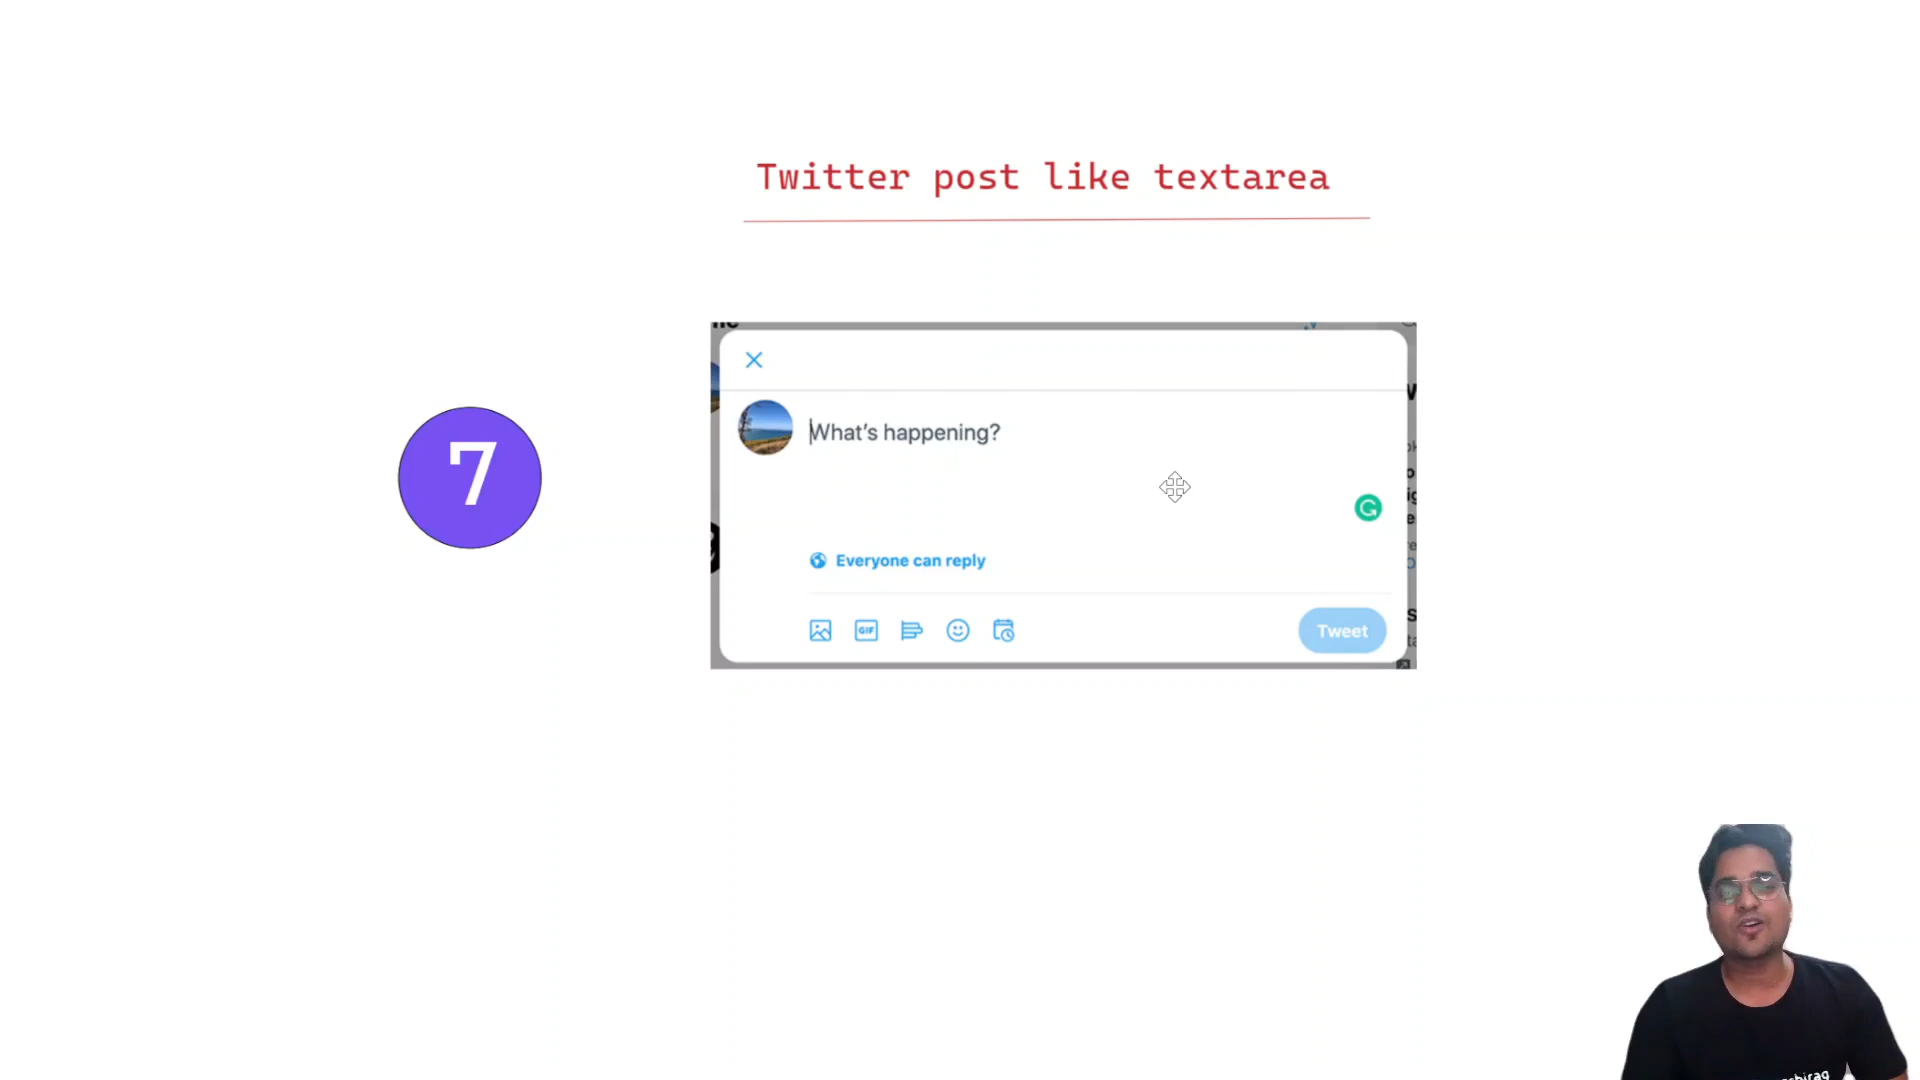 Twitter post like textarea
7
What's happening?
Everyone can reply
GIF
Tweet